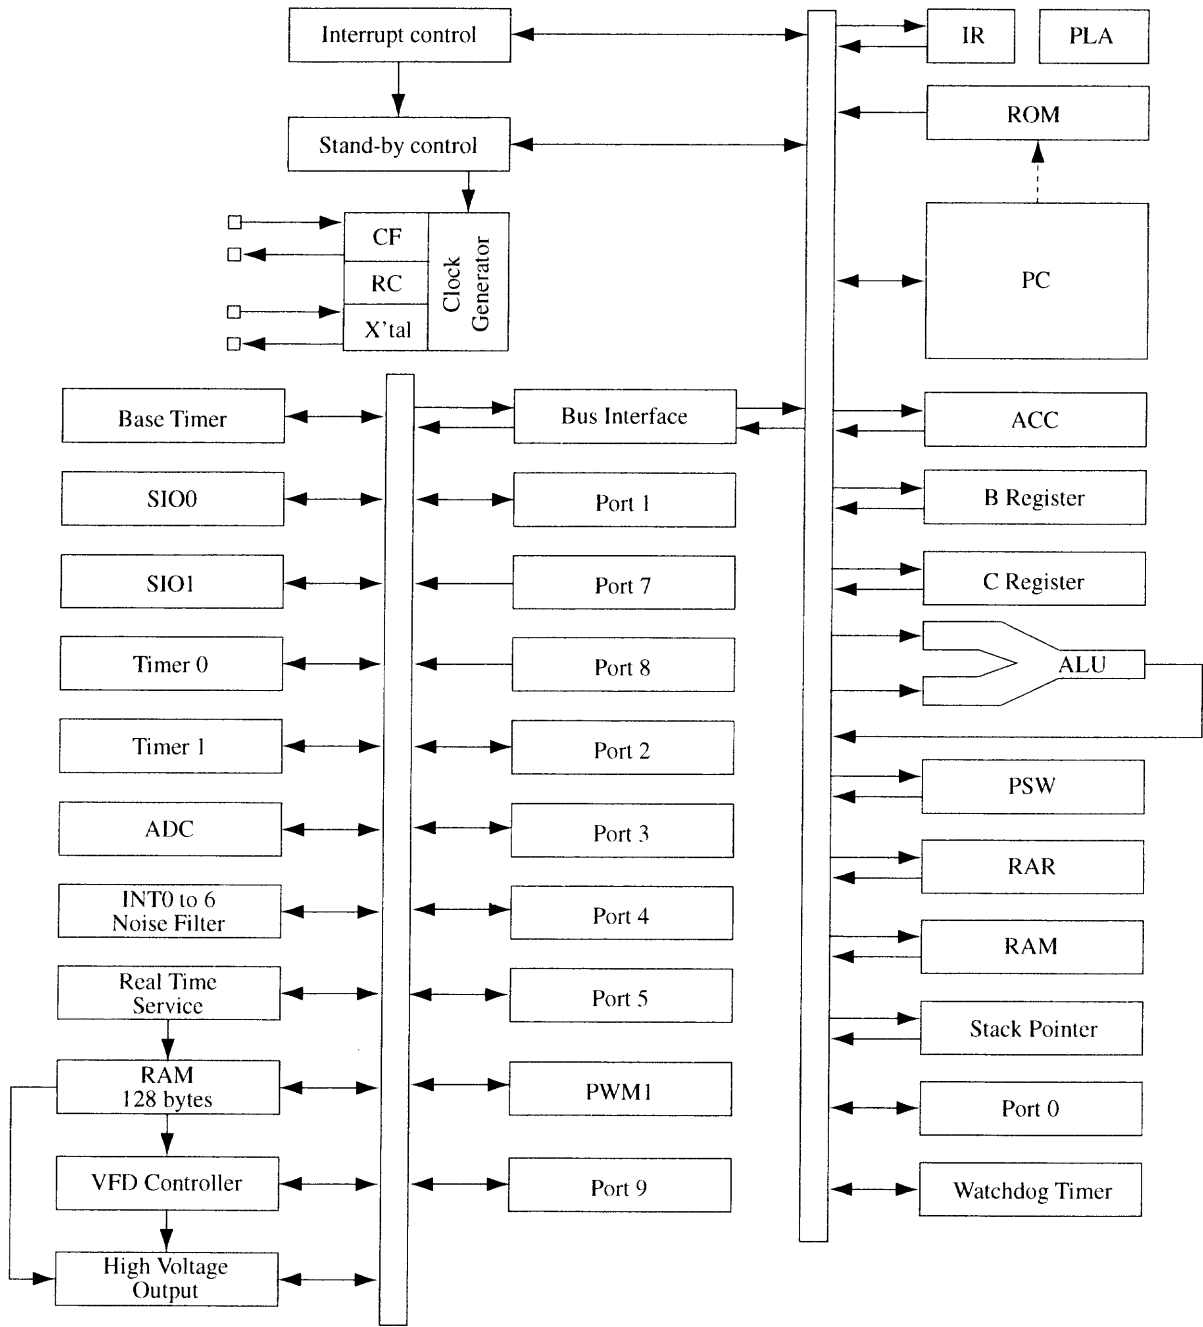 Interrupt control
IR
PLA
ROM
Stand-by control
CF
RC
X'tal
Clock
Generator
PC
Base Timer
Bus Interface
ACC
SIO0
Port 1
B Register
SIO1
Port 7
C Register
Timer 0
Port 8
ALU
Timer 1
Port 2
PSW
ADC
Port 3
RAR
INT0 to 6
Noise Filter
Port 4
RAM
Real Time
Service
Port 5
Stack Pointer
RAM
128 bytes
PWM1
Port 0
VFD Controller
Port 9
Watchdog Timer
High Voltage
Output